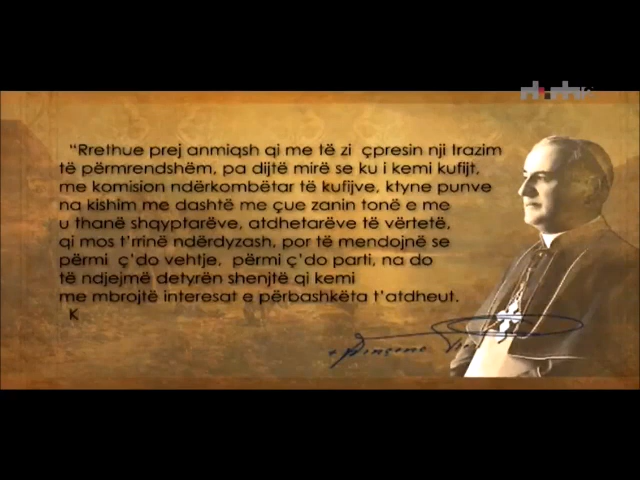 “Rrethue prej anmiqsh qi me të zi çpresin nji trazim
të përmrendshëm, pa dijtë mirë se ku i kemi kufijt,
me komision ndërkombëtar të kufijve, ktyne punve
na kishim me dashtë me çue zanin tonë e me
u thanë shqyptarëve, atdhetarëve të vërtetë,
qi mos t’rrinë ndërdyzash, por të mendojnë se
përmi ç’do vehtje, përmi ç’do parti, na do
të ndjejmë detyrën shenjtë qi kemi
me mbrojtë interesat e përbashkëta t’atdheut.
K